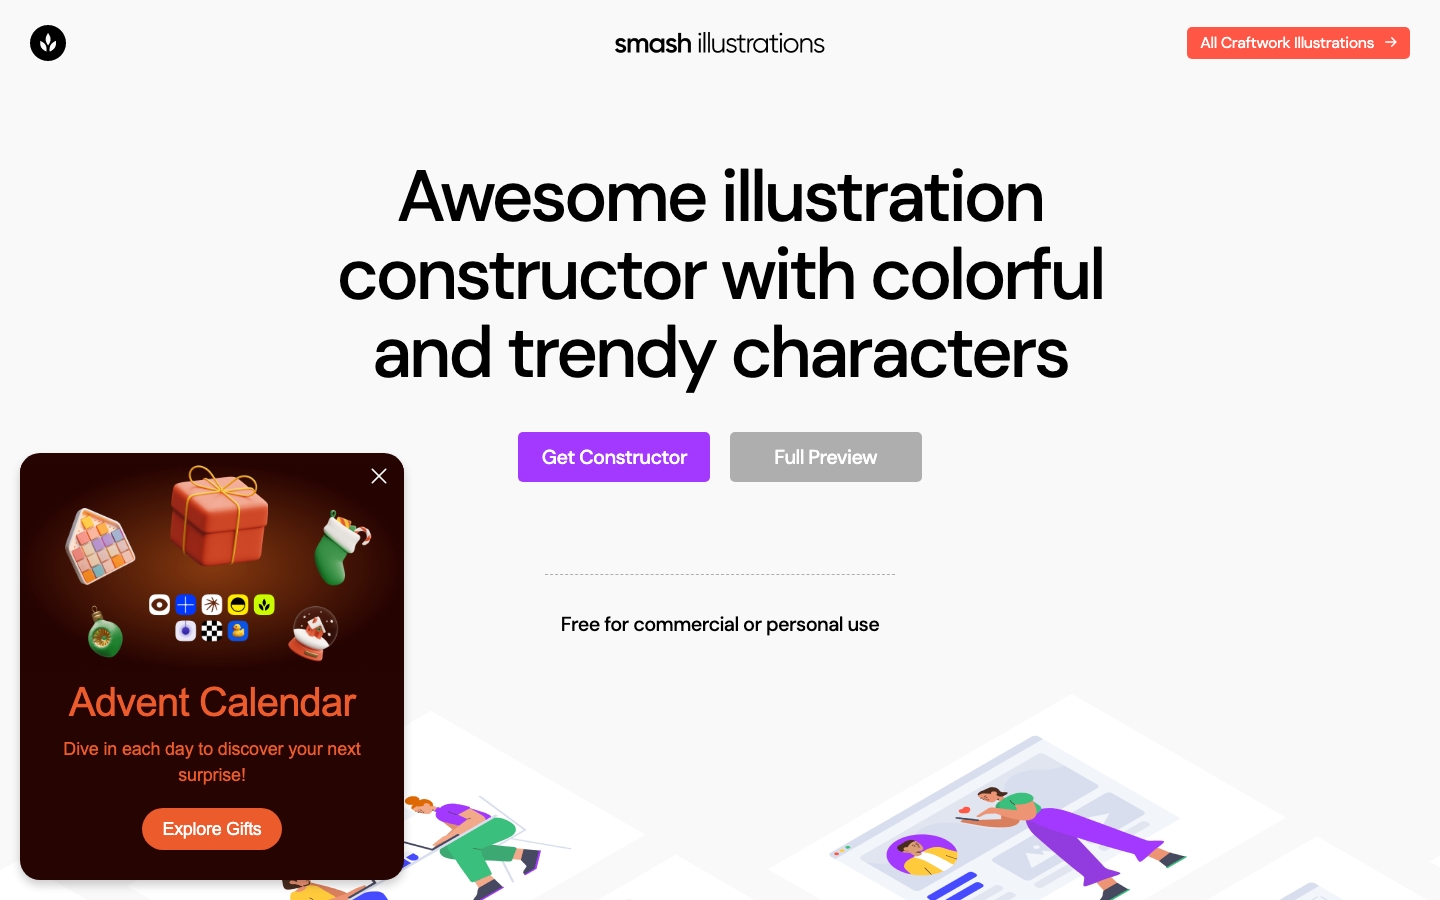 smash illustrations
All Craftwork Illustrations →
Awesome illustration
constructor with colorful
and trendy characters
Get Constructor
Full Preview
Free for commercial or personal use
Advent Calendar
Dive in each day to discover your next
surprise!
Explore Gifts